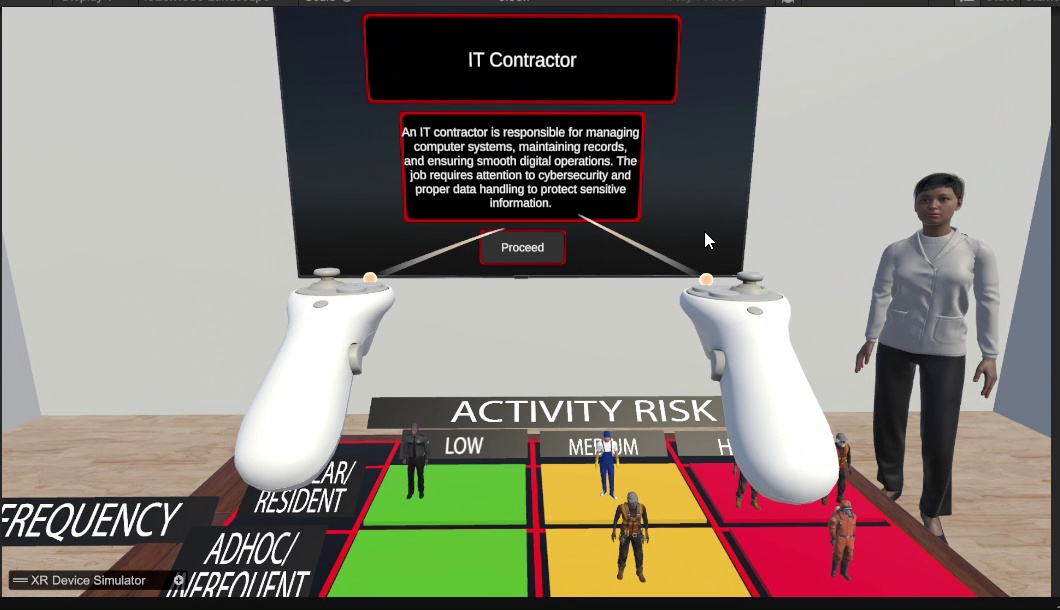 IT Contractor
An IT contractor is responsible for managing
computer systems, maintaining records,
and ensuring smooth digital operations. The
job requires attention to cybersecurity and
proper data handling to protect sensitive
information.
Proceed
ACTIVITY RISK
LOW
RESIDENT
FREQUENCY
ADHOC/
XR Device Simulator